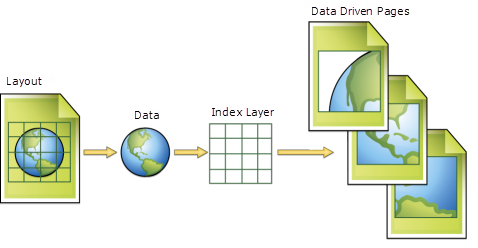 Data Driven Pages
Layout
Data
Index Layer